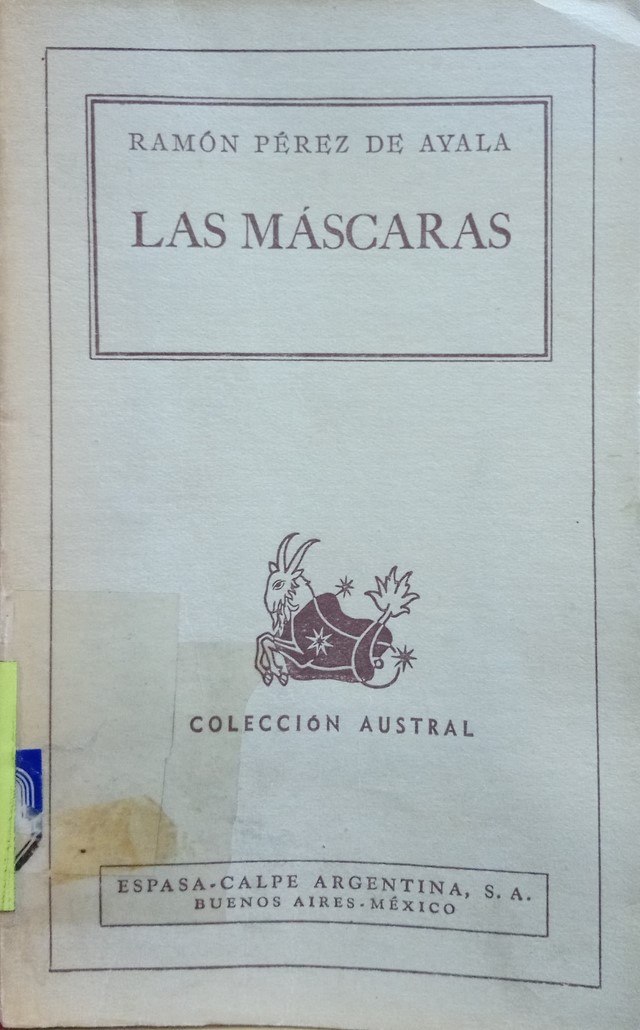 RAMÓN PÉREZ DE AYALA
LAS MÁSCARAS
COLECCIÓN AUSTRAL
ESPASA-CALPE ARGENTINA, S. A.
BUENOS AIRES-MÉXICO